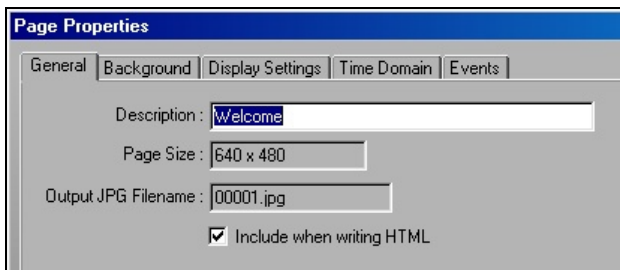 Page Properties
General Background Display Settings Time Domain Events
Description : Welcome
Page Size : 640 x 480
Output JPG Filename : 00001.jpg
Include when writing HTML